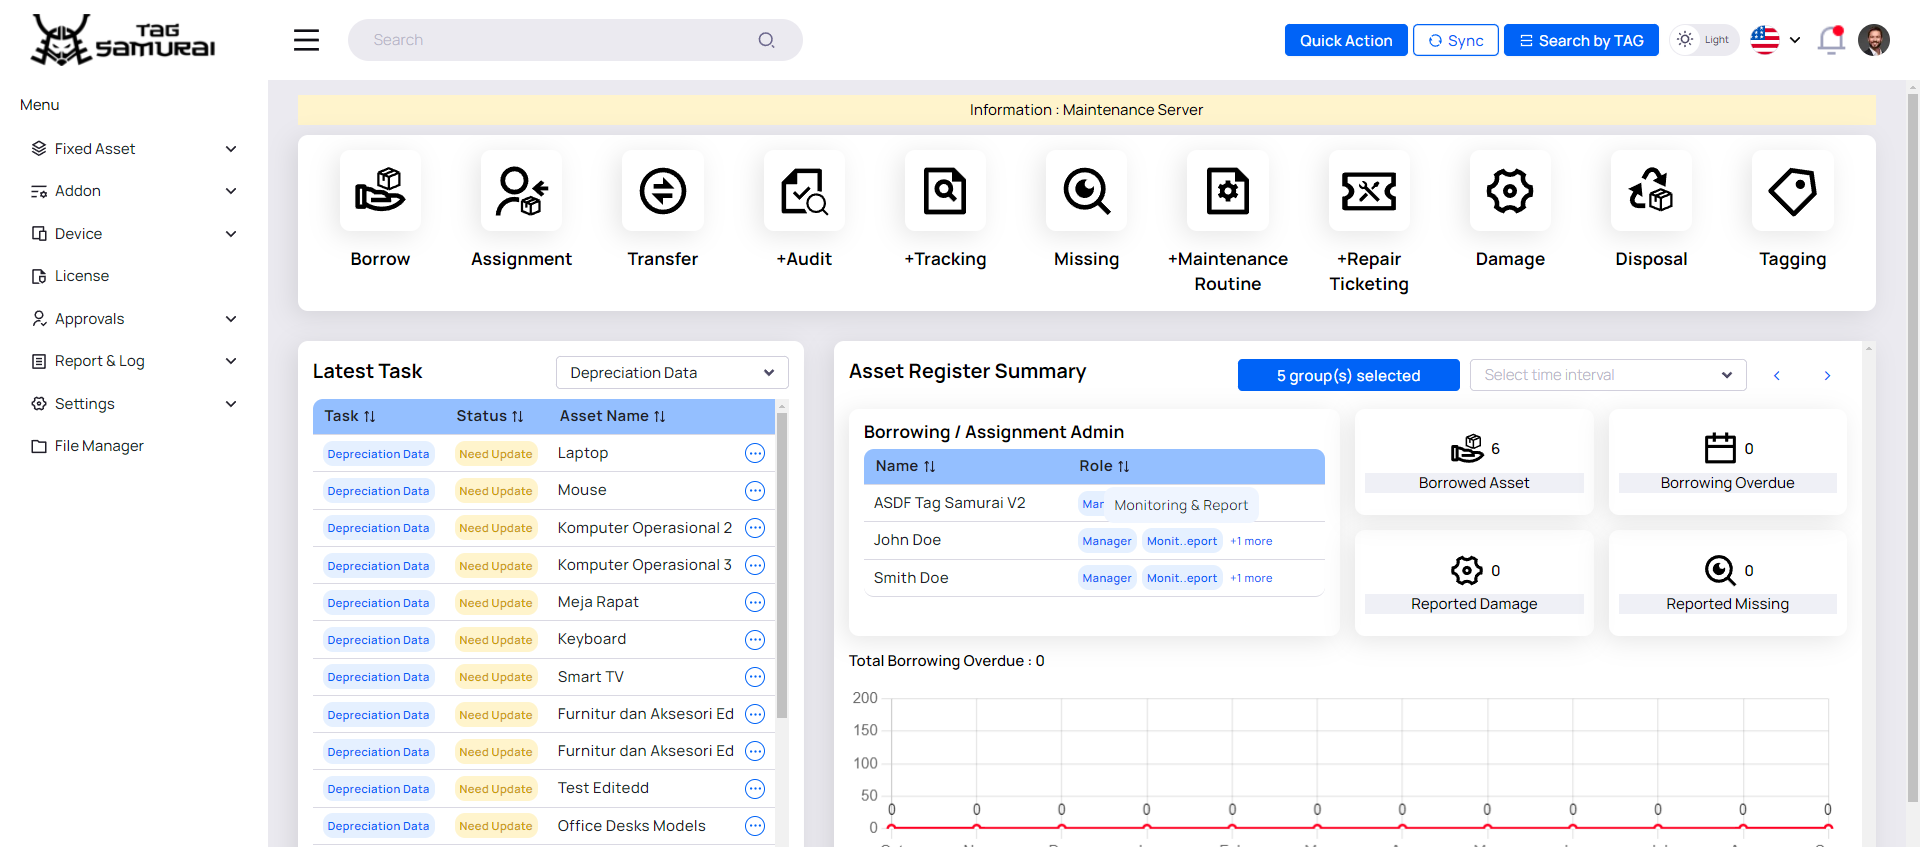 TAG
SAMURAI
Search
Quick Action
Sync
Search by TAG
Light
Menu
Fixed Asset
Addon
Device
License
Approvals
Report & Log
Settings
File Manager
Information : Maintenance Server
Borrow
Assignment
Transfer
+Audit
+Tracking
Missing
+Maintenance
Routine
+Repair
Ticketing
Damage
Disposal
Tagging
Latest Task
Depreciation Data
Task Status Asset Name
Depreciation Data Need Update Laptop
Depreciation Data Need Update Mouse
Depreciation Data Need Update Komputer Operasional 2
Depreciation Data Need Update Komputer Operasional 3
Depreciation Data Need Update Meja Rapat
Depreciation Data Need Update Keyboard
Depreciation Data Need Update Smart TV
Depreciation Data Need Update Furnitur dan Aksesori Ed
Depreciation Data Need Update Furnitur dan Aksesori Ed
Depreciation Data Need Update Test Editedd
Depreciation Data Need Update Office Desks Models
Asset Register Summary
5 group(s) selected
Select time interval
Borrowing / Assignment Admin
Name Role
ASDF Tag Samurai V2 Mar Monitoring & Report
John Doe Manager Monit..eport +1 more
Smith Doe Manager Monit..eport +1 more
6
Borrowed Asset
0
Borrowing Overdue
0
Reported Damage
0
Reported Missing
Total Borrowing Overdue : 0
200
150
100
50
0
0 0 0 0 0 0 0 0 0 0 0 0